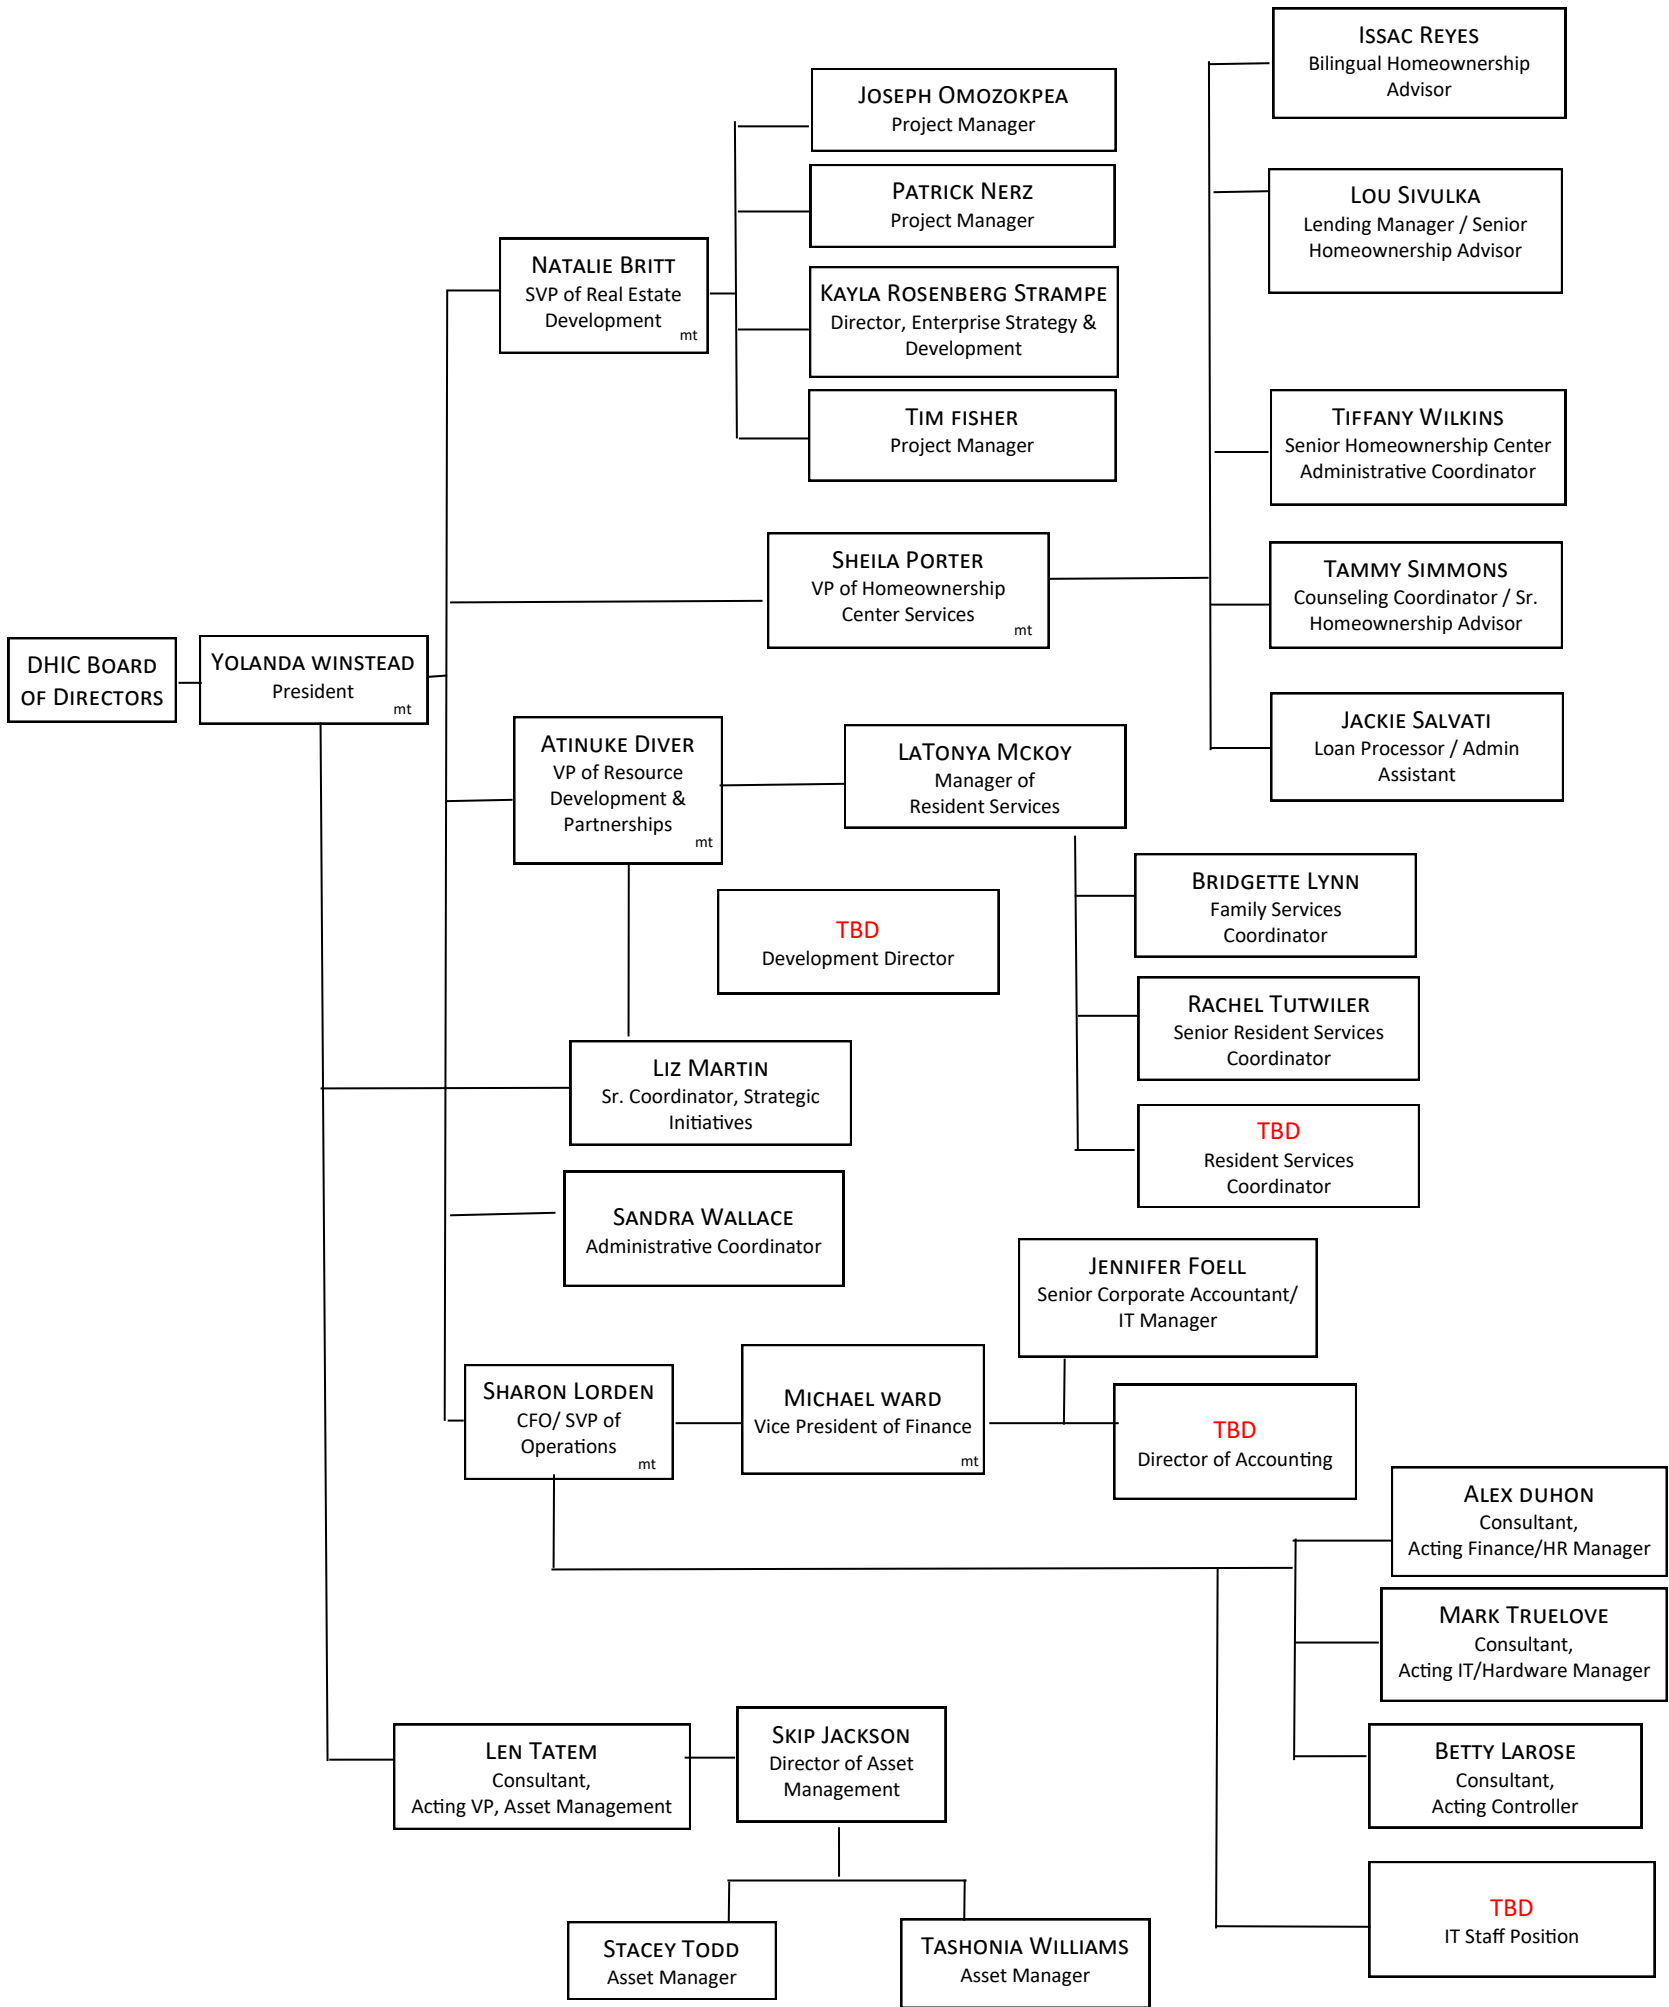 ISSAC REYES
Bilingual Homeownership
Advisor
JOSEPH OMOZOKPEA
Project Manager
PATRICK NERZ
Project Manager
LOU SIVULKA
Lending Manager / Senior
Homeownership Advisor
NATALIE BRITT
SVP of Real Estate
Development
mt
KAYLA ROSENBERG STRAMPE
Director, Enterprise Strategy &
Development
TIM FISHER
Project Manager
TIFFANY WILKINS
Senior Homeownership Center
Administrative Coordinator
SHEILA PORTER
VP of Homeownership
Center Services
mt
TAMMY SIMMONS
Counseling Coordinator / Sr.
Homeownership Advisor
DHIC BOARD
OF DIRECTORS
YOLANDA WINSTEAD
President
mt
JACKIE SALVATI
Loan Processor / Admin
Assistant
ATINUKE DIVER
VP of Resource
Development &
Partnerships
mt
LATONYA MCKOY
Manager of
Resident Services
BRIDGETTE LYNN
Family Services
Coordinator
TBD
Development Director
RACHEL TUTWILER
Senior Resident Services
Coordinator
LIZ MARTIN
Sr. Coordinator, Strategic
Initiatives
TBD
Resident Services
Coordinator
SANDRA WALLACE
Administrative Coordinator
JENNIFER FOELL
Senior Corporate Accountant/
IT Manager
SHARON LORDEN
CFO/ SVP of
Operations
mt
MICHAEL WARD
Vice President of Finance
mt
TBD
Director of Accounting
ALEX DUHON
Consultant,
Acting Finance/HR Manager
MARK TRUELOVE
Consultant,
Acting IT/Hardware Manager
LEN TATEM
Consultant,
Acting VP, Asset Management
SKIP JACKSON
Director of Asset
Management
BETTY LAROSE
Consultant,
Acting Controller
TBD
IT Staff Position
STACEY TODD
Asset Manager
TASHONIA WILLIAMS
Asset Manager